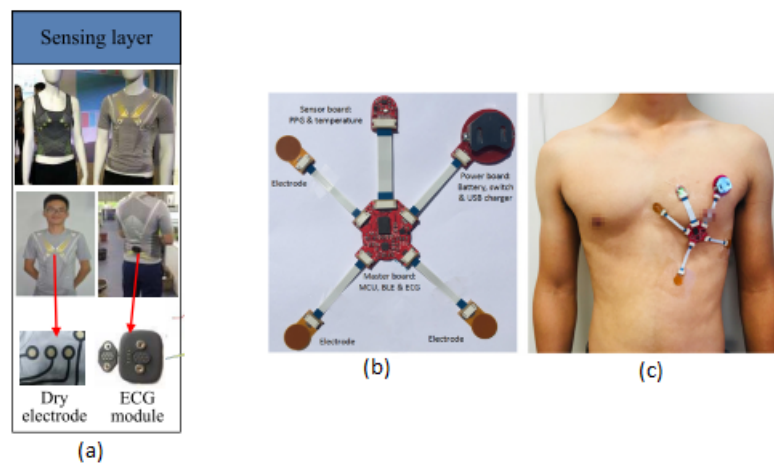 Sensing layer
Dry
electrode
ECG
module
(a)
Sensor board:
PPG & temperature
Electrode
Power board:
Battery, switch
& USB charger
Master board:
MCU, BLE & ECG
Electrode
Electrode
(b)
(c)